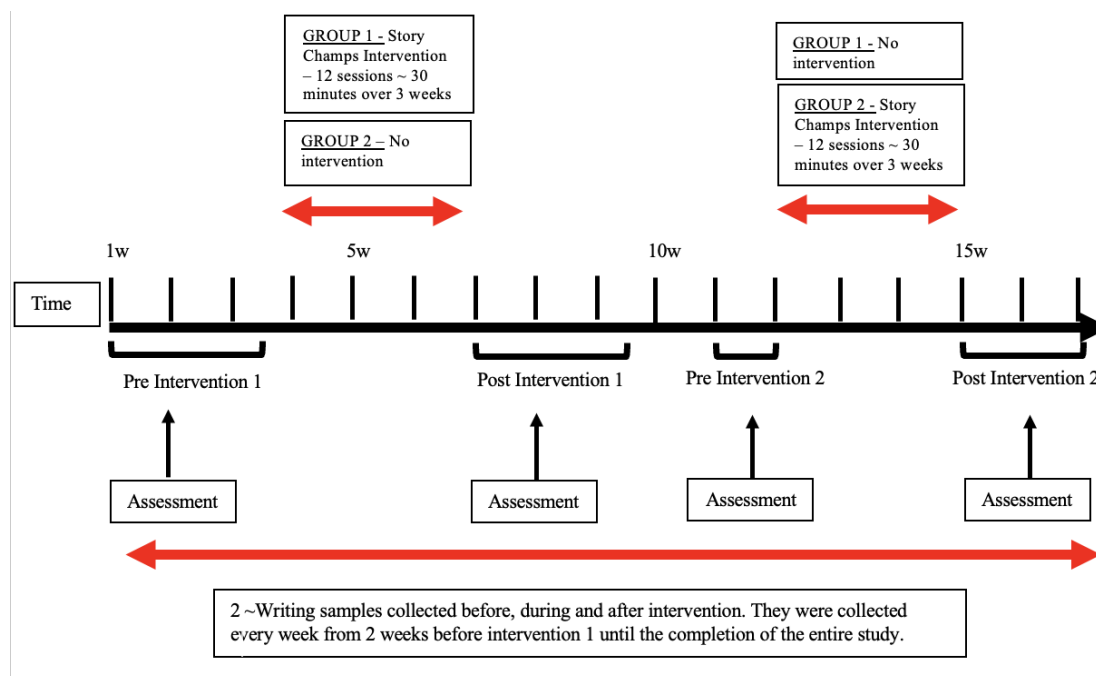 GROUP 1 - Story
Champs Intervention
– 12 sessions ~ 30
minutes over 3 weeks
GROUP 2 – No
intervention
GROUP 1 - No
intervention
GROUP 2 - Story
Champs Intervention
– 12 sessions ~ 30
minutes over 3 weeks
1w
5w
10w
15w
Time
Pre Intervention 1
Post Intervention 1
Pre Intervention 2
Post Intervention 2
Assessment
Assessment
Assessment
Assessment
2 ~Writing samples collected before, during and after intervention. They were collected
every week from 2 weeks before intervention 1 until the completion of the entire study.